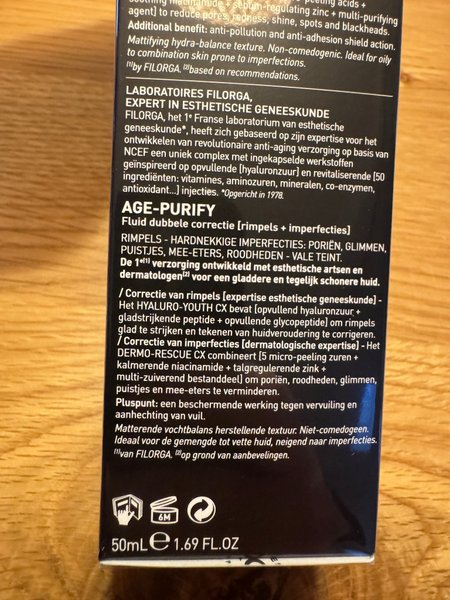 soothing niacinamide + sebum-regulating zinc + multi-purifying
agent] to reduce pores, redness, shine, spots and blackheads.
Additional benefit: anti-pollution and anti-adhesion shield action.
Mattifying hydra-balance texture. Non-comedogenic. Ideal for oily
to combination skin prone to imperfections.
(1)by FILORGA. (2)based on recommendations.
LABORATOIRES FILORGA,
EXPERT IN ESTHETISCHE GENEESKUNDE
FILORGA, het 1e Franse laboratorium van esthetische
geneeskunde*, heeft zich gebaseerd op zijn expertise voor het
ontwikkelen van revolutionaire anti-aging verzorging op basis van
NCEF een uniek complex met ingekapselde werkstoffen
geïnspireerd op opvullende [hyaluronzuur] en revitaliserende [50
ingrediënten: vitamines, aminozuren, mineralen, co-enzymen,
antioxidant...] injecties. *Opgericht in 1978.
AGE-PURIFY
Fluid dubbele correctie [rimpels + imperfecties]
RIMPELS - HARDNEKKIGE IMPERFECTIES: PORIËN, GLIMMEN,
PUISTJES, MEE-ETERS, ROODHEDEN - VALE TEINT.
De 1e(1) verzorging ontwikkeld met esthetische artsen en
dermatologen(2) voor een gladdere en tegelijk schonere huid.
/ Correctie van rimpels [expertise esthetische geneeskunde] -
Het HYALURO-YOUTH CX bevat [opvullend hyaluronzuur +
gladstrijkende peptide + opvullende glycopeptide] om rimpels
glad te strijken en tekenen van huidveroudering te corrigeren.
/ Correctie van imperfecties [dermatologische expertise] - Het
DERMO-RESCUE CX combineert [5 micro-peeling zuren +
kalmerende niacinamide + talgregulerende zink +
multi-zuiverend bestanddeel] om poriën, roodheden, glimmen,
puistjes en mee-eters te verminderen.
Pluspunt: een beschermende werking tegen vervuiling en
aanhechting van vuil.
Matterende vochtbalans herstellende textuur. Niet-comedogeen.
Ideaal voor de gemengde tot vette huid, neigend naar imperfecties.
(1)van FILORGA. (2)op grond van aanbevelingen.
6M
50mL e 1.69 FL.OZ